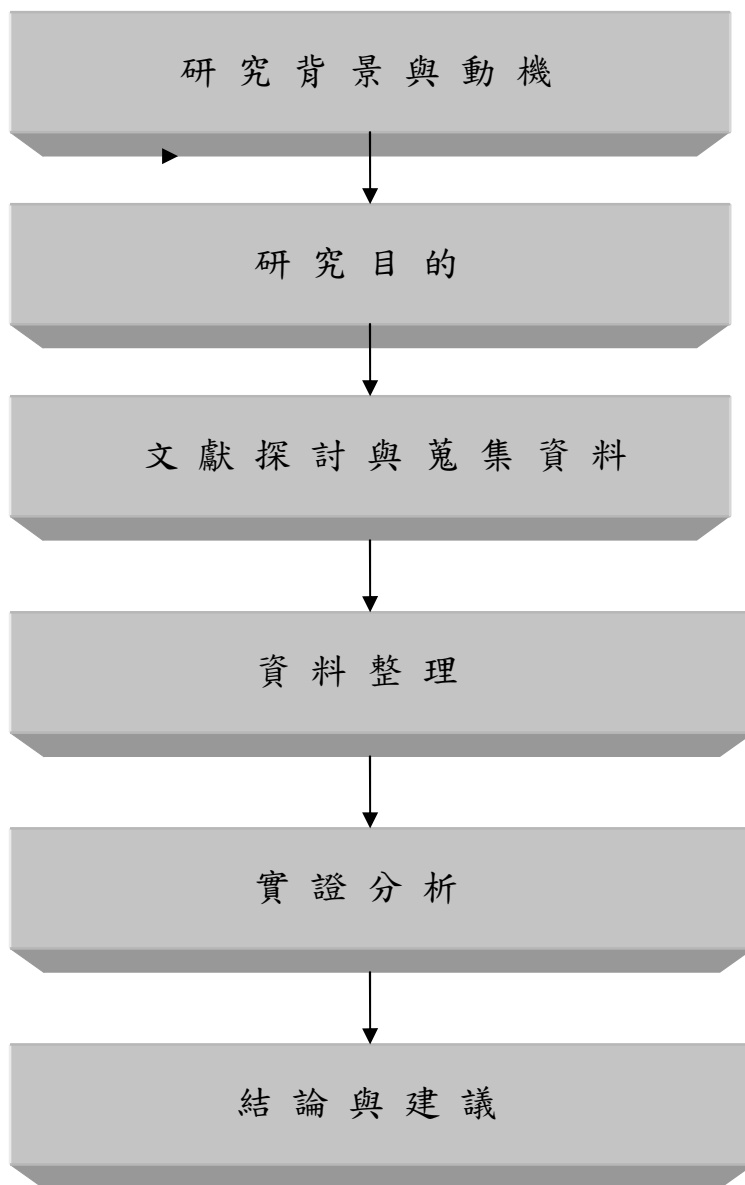 研究背景與動機
研究目的
文獻探討與蒐集資料
資料整理
實證分析
結論與建議